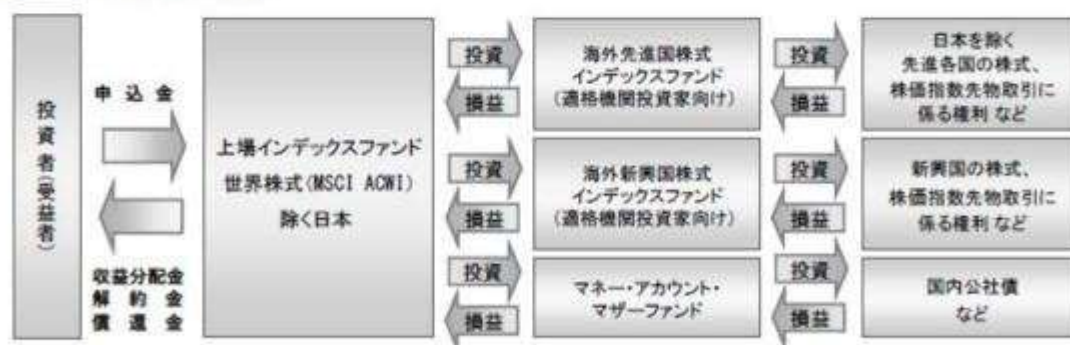 投資者(受益者)
申込金
収益分配金
解約金
償還金
上場インデックスファンド
世界株式(MSCI ACWI)
除く日本
投資
損益
海外先進国株式
インデックスファンド
(適格機関投資家向け)
投資
損益
日本を除く
先進各国の株式、
株価指数先物取引に
係る権利 など
投資
損益
海外新興国株式
インデックスファンド
(適格機関投資家向け)
投資
損益
新興国の株式、
株価指数先物取引に
係る権利 など
投資
損益
マネー・アカウント・
マザーファンド
投資
損益
国内公社債
など